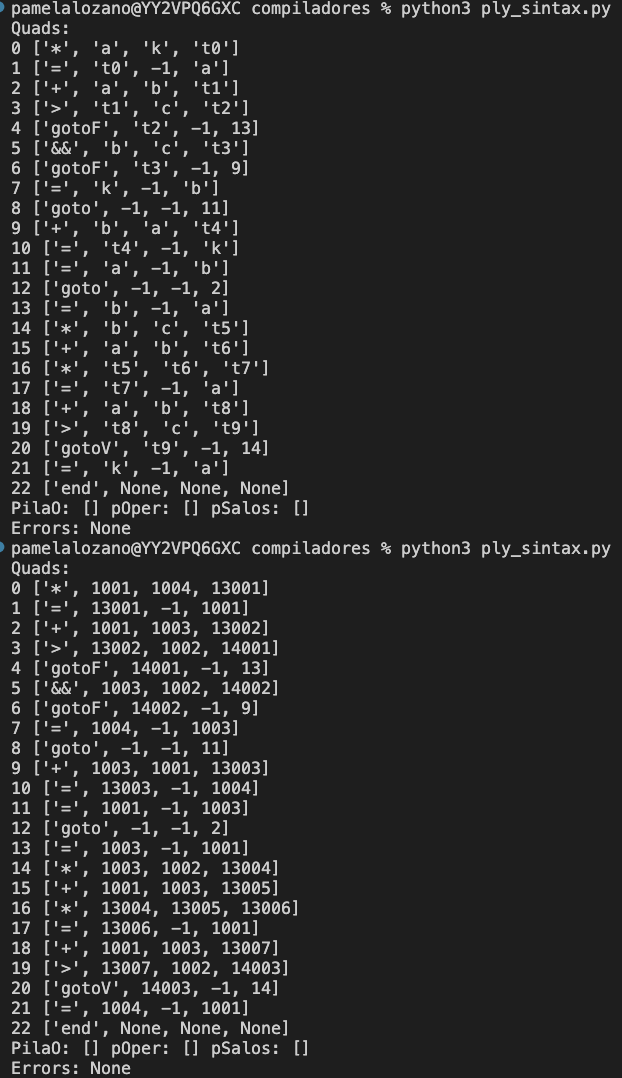 pamelalozano@YY2VPQ6GXC compiladores % python3 ply_sintax.py
Quads:
0 ['*', 'a', 'k', 't0']
1 ['=', 't0', -1, 'a']
2 ['+', 'a', 'b', 't1']
3 ['>', 't1', 'c', 't2']
4 ['gotoF', 't2', -1, 13]
5 ['&&', 'b', 'c', 't3']
6 ['gotoF', 't3', -1, 9]
7 ['=', 'k', -1, 'b']
8 ['goto', -1, -1, 11]
9 ['+', 'b', 'a', 't4']
10 ['=', 't4', -1, 'k']
11 ['=', 'a', -1, 'b']
12 ['goto', -1, -1, 2]
13 ['=', 'b', -1, 'a']
14 ['*', 'b', 'c', 't5']
15 ['+', 'a', 'b', 't6']
16 ['*', 't5', 't6', 't7']
17 ['=', 't7', -1, 'a']
18 ['+', 'a', 'b', 't8']
19 ['>', 't8', 'c', 't9']
20 ['gotoV', 't9', -1, 14]
21 ['=', 'k', -1, 'a']
22 ['end', None, None, None]
PilaO: [] pOper: [] pSalos: []
Errors: None
pamelalozano@YY2VPQ6GXC compiladores % python3 ply_sintax.py
Quads:
0 ['*', 1001, 1004, 13001]
1 ['=', 13001, -1, 1001]
2 ['+', 1001, 1003, 13002]
3 ['>', 13002, 1002, 14001]
4 ['gotoF', 14001, -1, 13]
5 ['&&', 1003, 1002, 14002]
6 ['gotoF', 14002, -1, 9]
7 ['=', 1004, -1, 1003]
8 ['goto', -1, -1, 11]
9 ['+', 1003, 1001, 13003]
10 ['=', 13003, -1, 1004]
11 ['=', 1001, -1, 1003]
12 ['goto', -1, -1, 2]
13 ['=', 1003, -1, 1001]
14 ['*', 1003, 1002, 13004]
15 ['+', 1001, 1003, 13005]
16 ['*', 13004, 13005, 13006]
17 ['=', 13006, -1, 1001]
18 ['+', 1001, 1003, 13007]
19 ['>', 13007, 1002, 14003]
20 ['gotoV', 14003, -1, 14]
21 ['=', 1004, -1, 1001]
22 ['end', None, None, None]
PilaO: [] pOper: [] pSalos: []
Errors: None